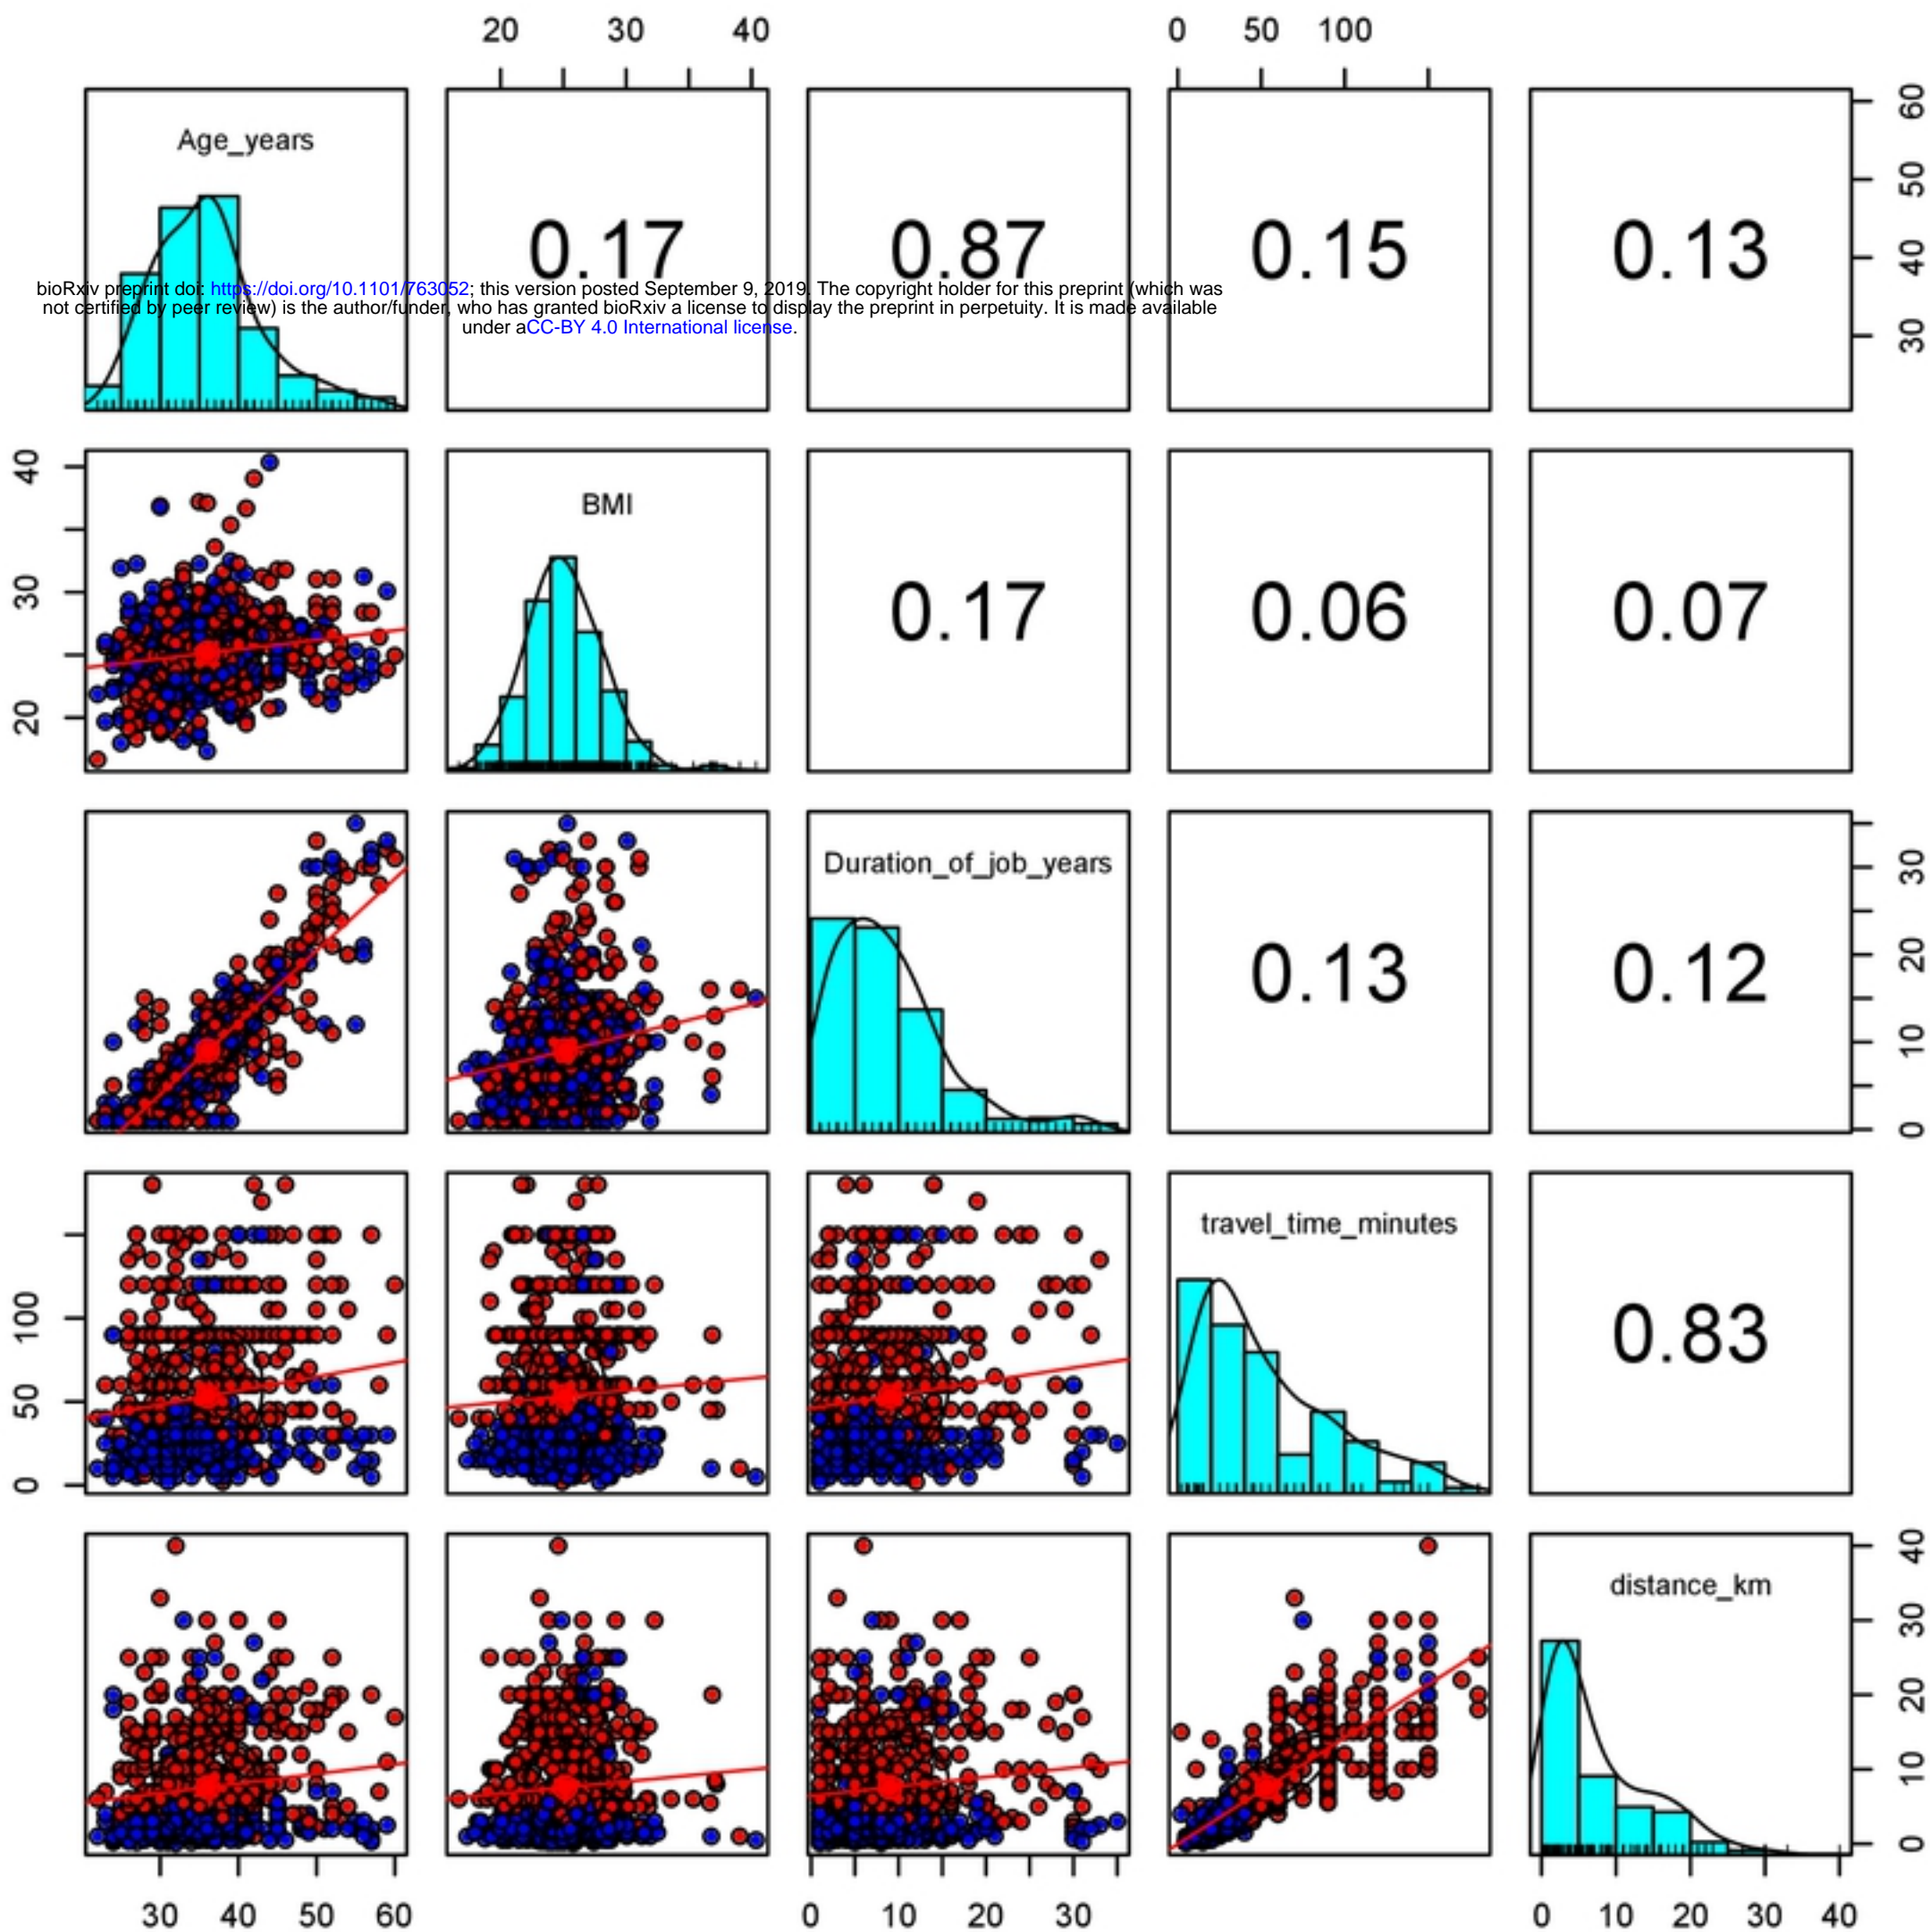 20 30 40 0 50 100
Age_years
0.17 0.87 0.15 0.13
60
50
40
30
bioRxiv preprint doi: https://doi.org/10.1101/763052; this version posted September 9, 2019. The copyright holder for this preprint (which was
not certified by peer review) is the author/funder, who has granted bioRxiv a license to display the preprint in perpetuity. It is made available
under aCC-BY 4.0 International license.
40
30
20
BMI
0.17 0.06 0.07
Duration_of_job_years
0.13 0.12
30
20
10
0
100
50
0
travel_time_minutes
0.83
distance_km
40
30
20
10
0
30 40 50 60 0 10 20 30 0 10 20 30 40